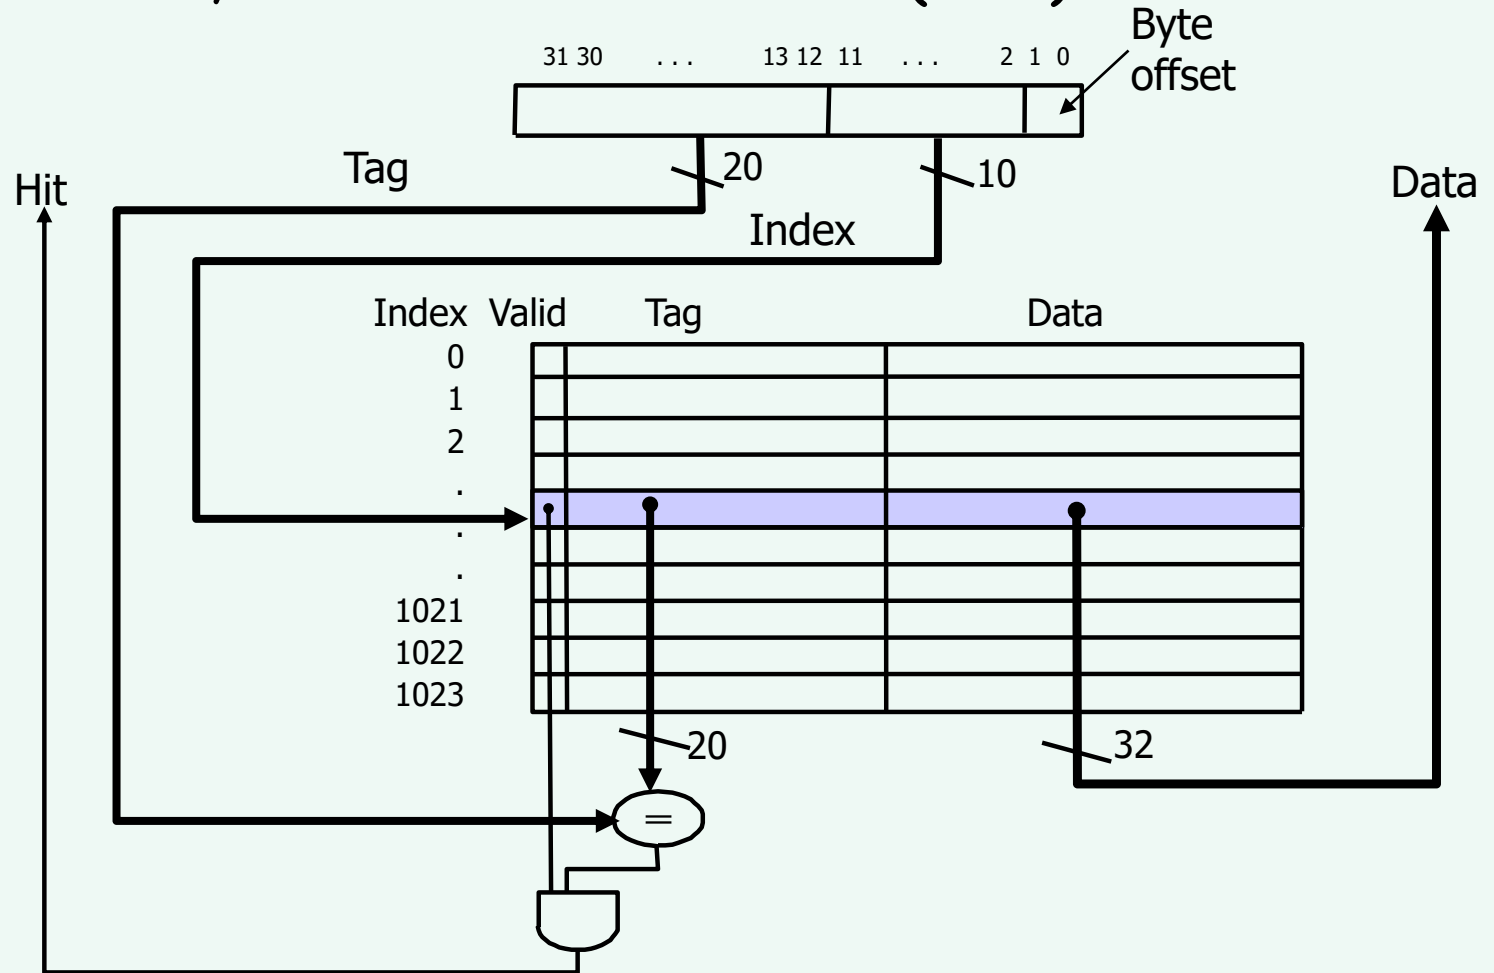 Byte
offset
31 30 . . . 13 12 11 . . . 2 1 0
Tag
20
10
Hit
Data
Index
Index Valid Tag Data
0
1
2
.
.
.
1021
1022
1023
20
32
=